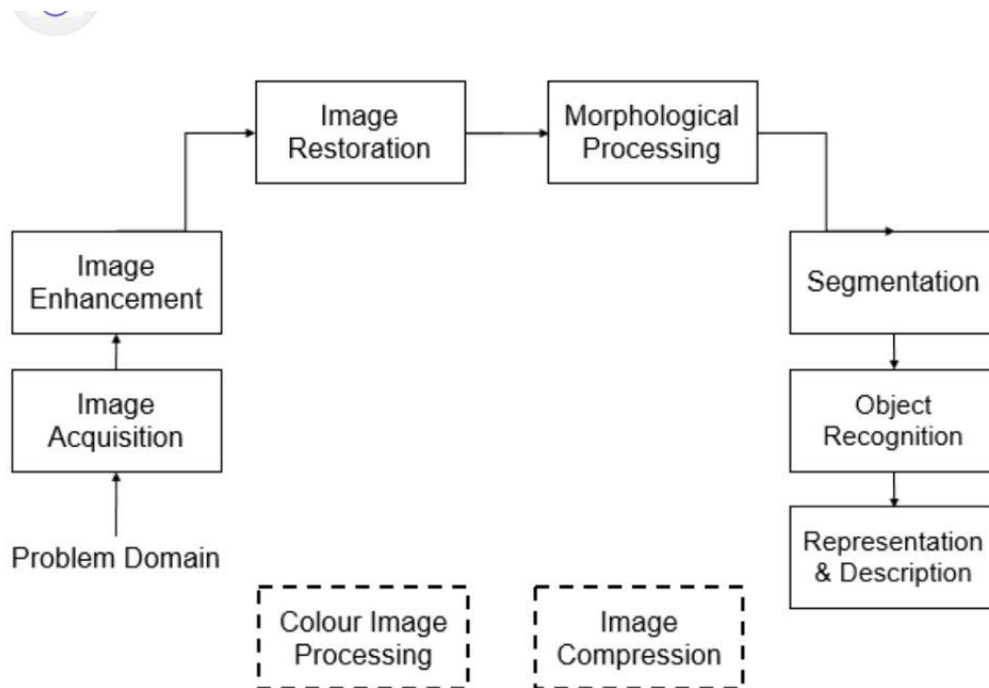 Image
Restoration
Morphological
Processing
Image
Enhancement
Segmentation
Image
Acquisition
Object
Recognition
Problem Domain
Representation
& Description
Colour Image
Processing
Image
Compression